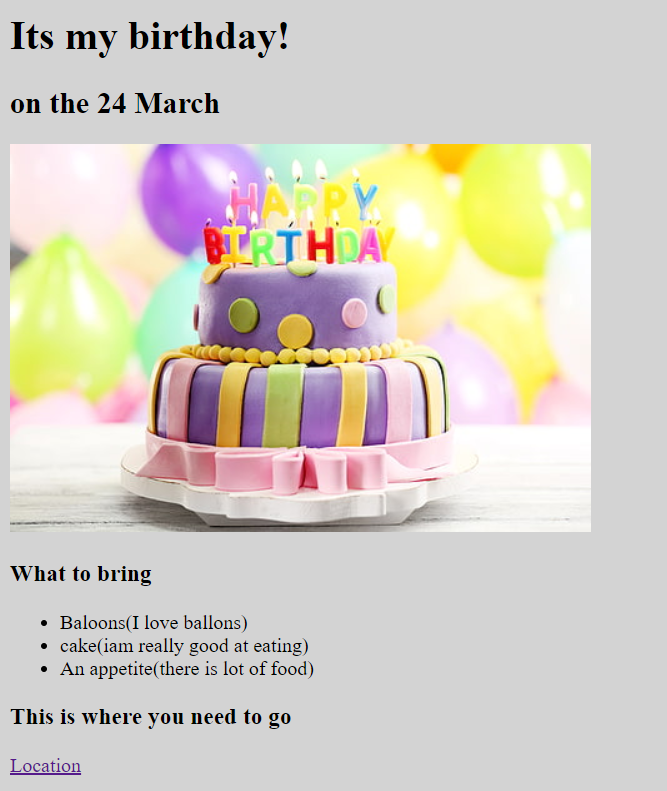 Its my birthday!
on the 24 March
HAPPY
BIRTHDAY
What to bring
Baloons(I love ballons)
cake(iam really good at eating)
An appetite(there is lot of food)
This is where you need to go
Location